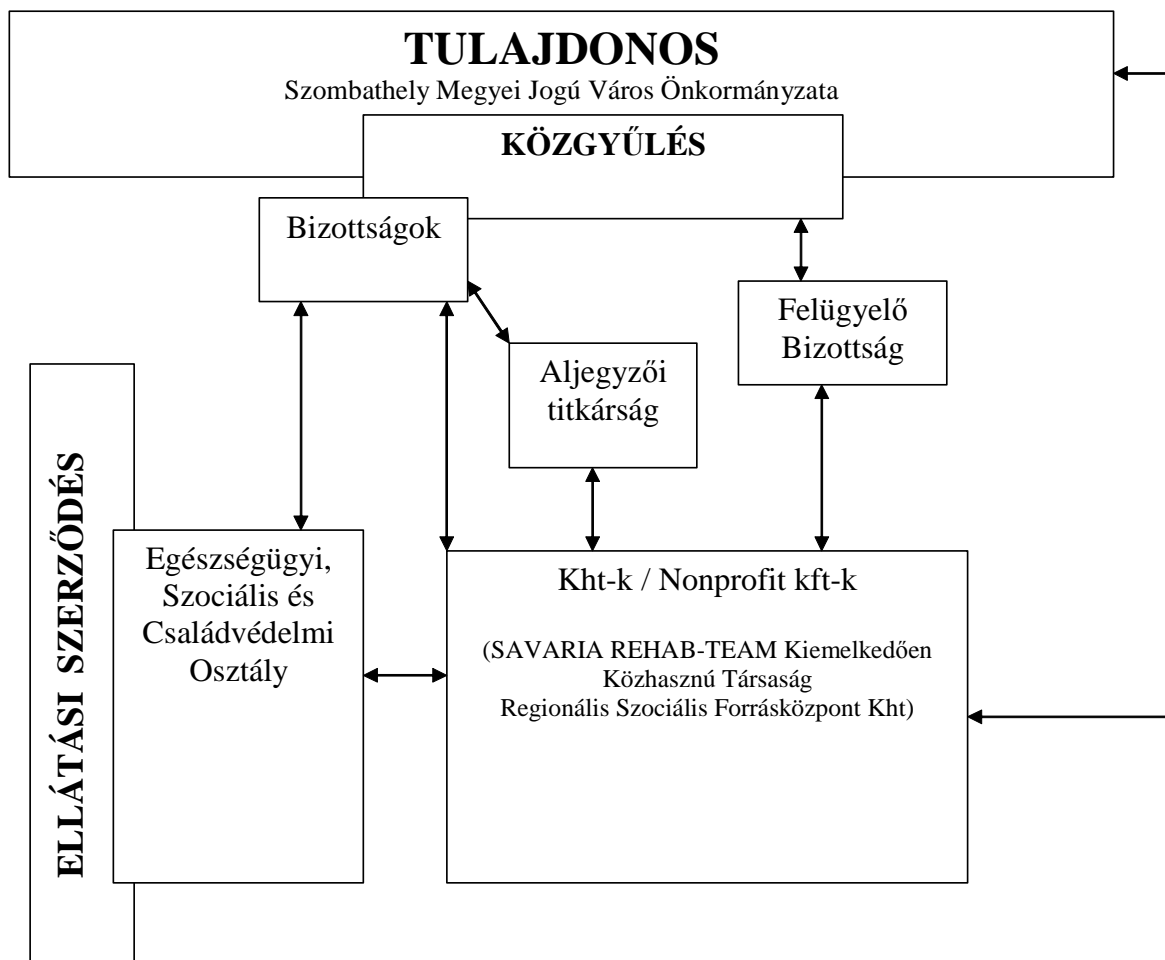 TULAJDONOS
Szombathely Megyei Jogú Város Önkormányzata
KÖZGYŰLÉS
Bizottságok
Felügyelő
Bizottság
Aljegyzői
titkárság
ELLÁTÁSI SZERZŐDÉS
Egészségügyi,
Szociális és
Családvédelmi
Osztály
Kht-k / Nonprofit kft-k
(SAVARIA REHAB-TEAM Kiemelkedően
Közhasznú Társaság
Regionális Szociális Forrásközpont Kht)